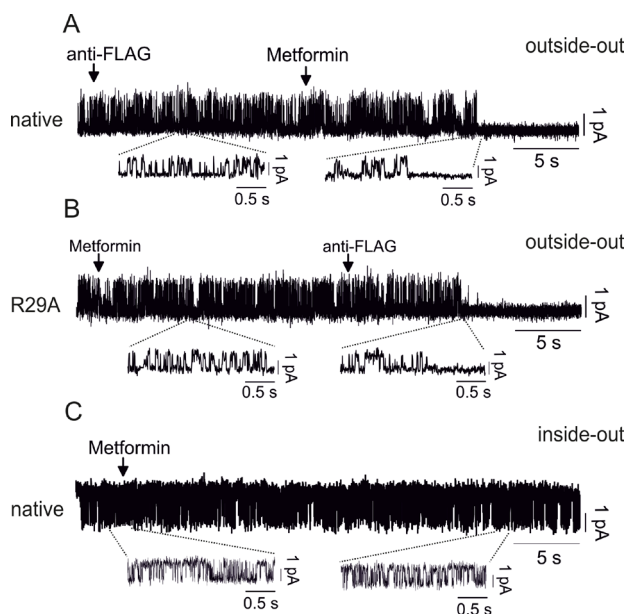 A
outside-out
anti-FLAG
Metformin
native
1 pA
5 s
1 pA
0.5 s
1 pA
0.5 s
B
outside-out
Metformin
anti-FLAG
R29A
1 pA
5 s
1 pA
0.5 s
1 pA
0.5 s
C
inside-out
Metformin
native
1 pA
5 s
1 pA
0.5 s
1 pA
0.5 s